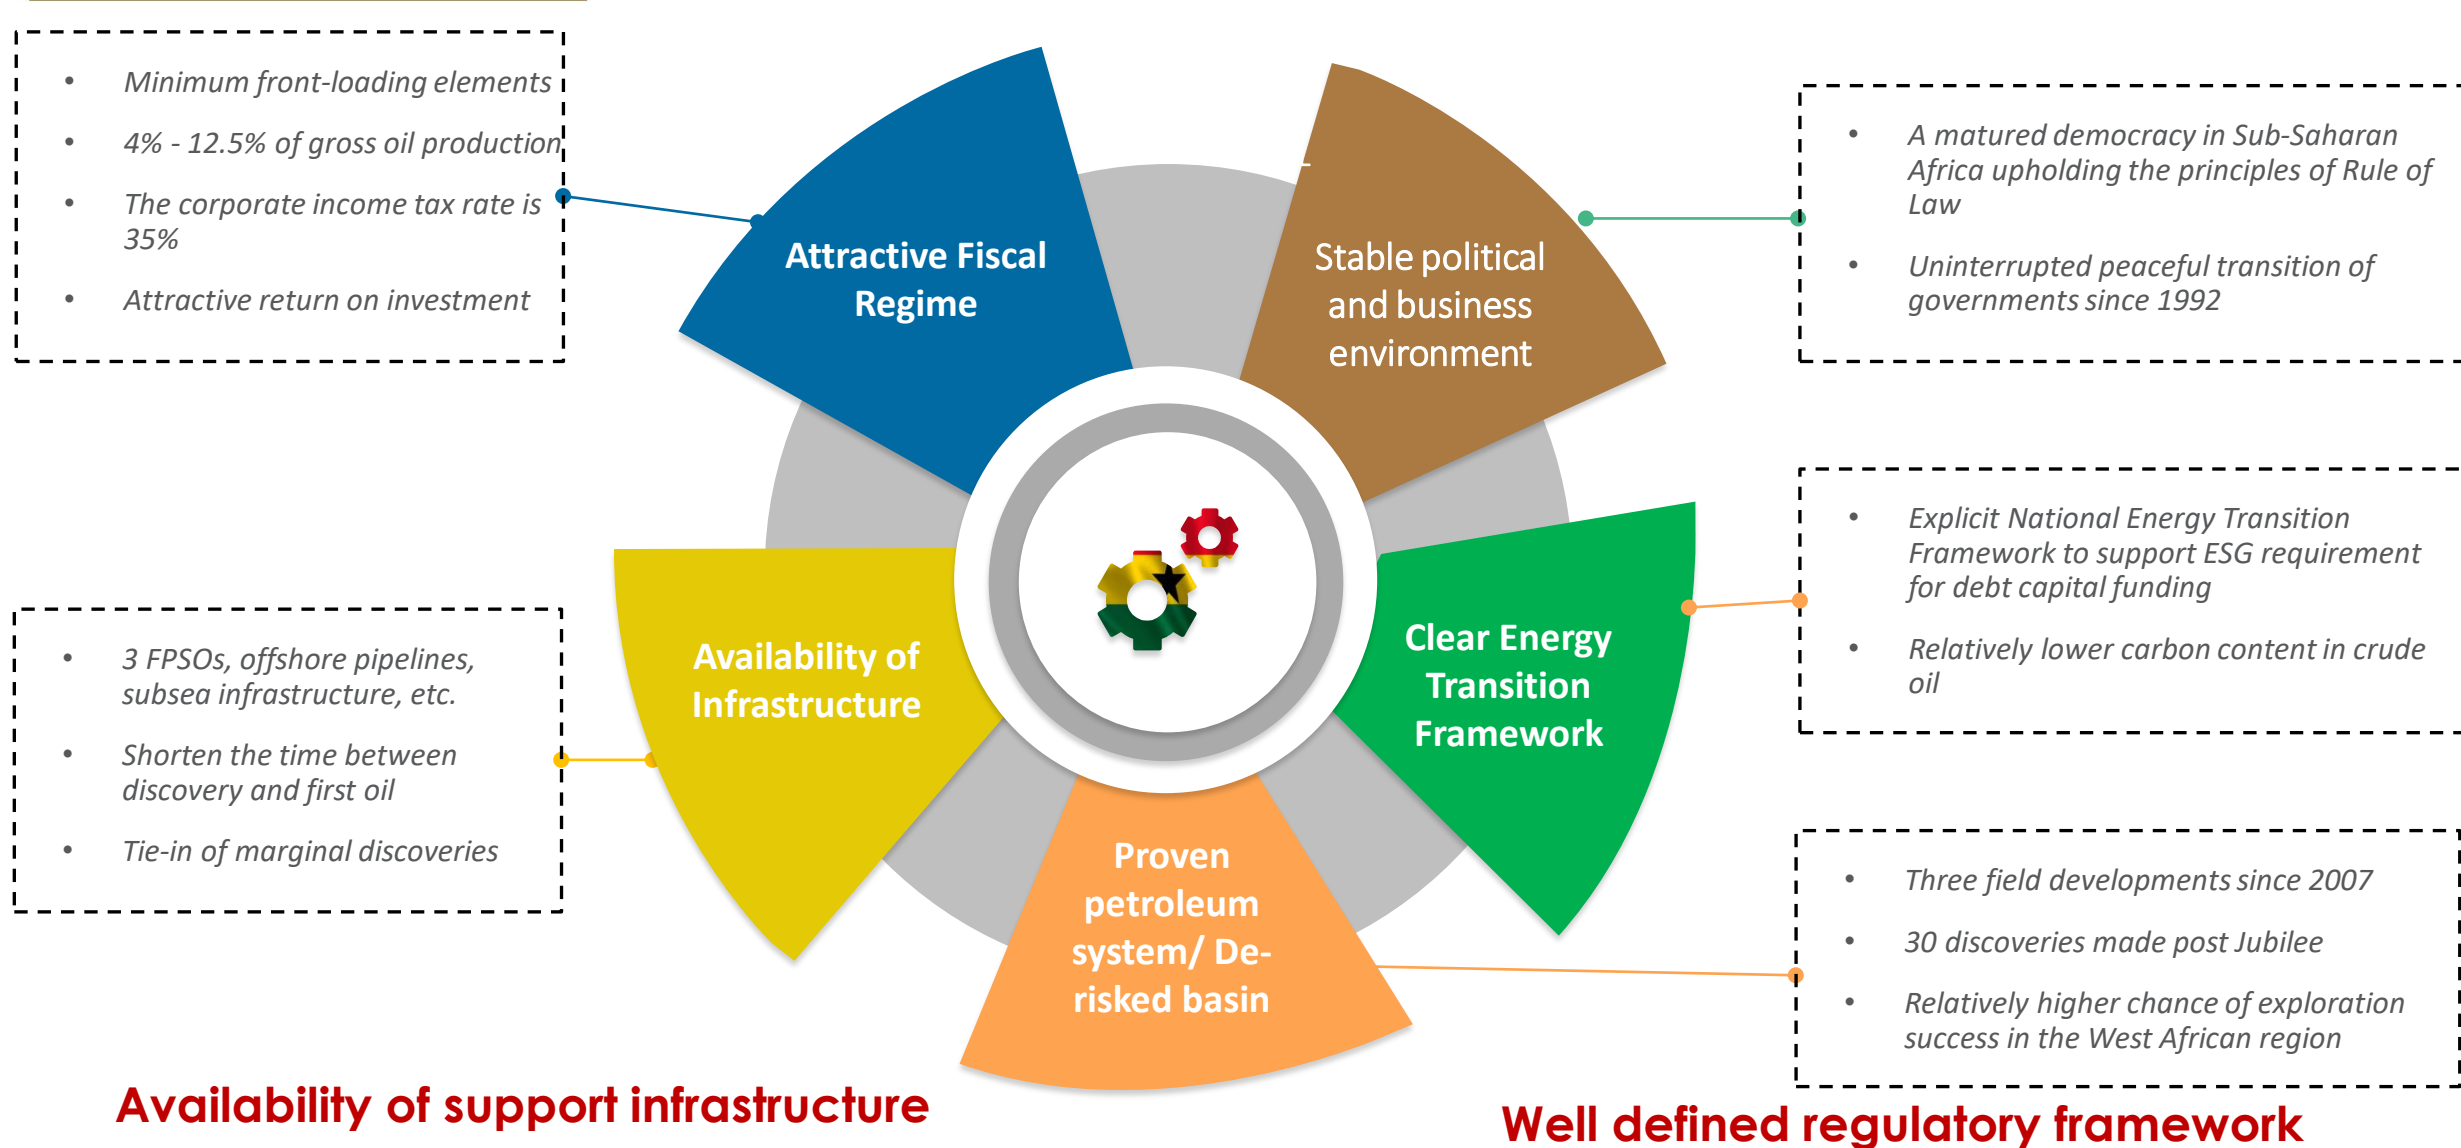 • Minimum front-loading elements
• 4% - 12.5% of gross oil production
• The corporate income tax rate is
35%
• Attractive return on investment
Attractive Fiscal
Regime
Stable political
and business
environment
• A matured democracy in Sub-Saharan
Africa upholding the principles of Rule of
Law
• Uninterrupted peaceful transition of
governments since 1992
• 3 FPSOs, offshore pipelines,
subsea infrastructure, etc.
• Shorten the time between
discovery and first oil
• Tie-in of marginal discoveries
Availability of
Infrastructure
Clear Energy
Transition
Framework
• Explicit National Energy Transition
Framework to support ESG requirement
for debt capital funding
• Relatively lower carbon content in crude
oil
Proven
petroleum
system/ De-
risked basin
• Three field developments since 2007
• 30 discoveries made post Jubilee
• Relatively higher chance of exploration
success in the West African region
Availability of support infrastructure
Well defined regulatory framework